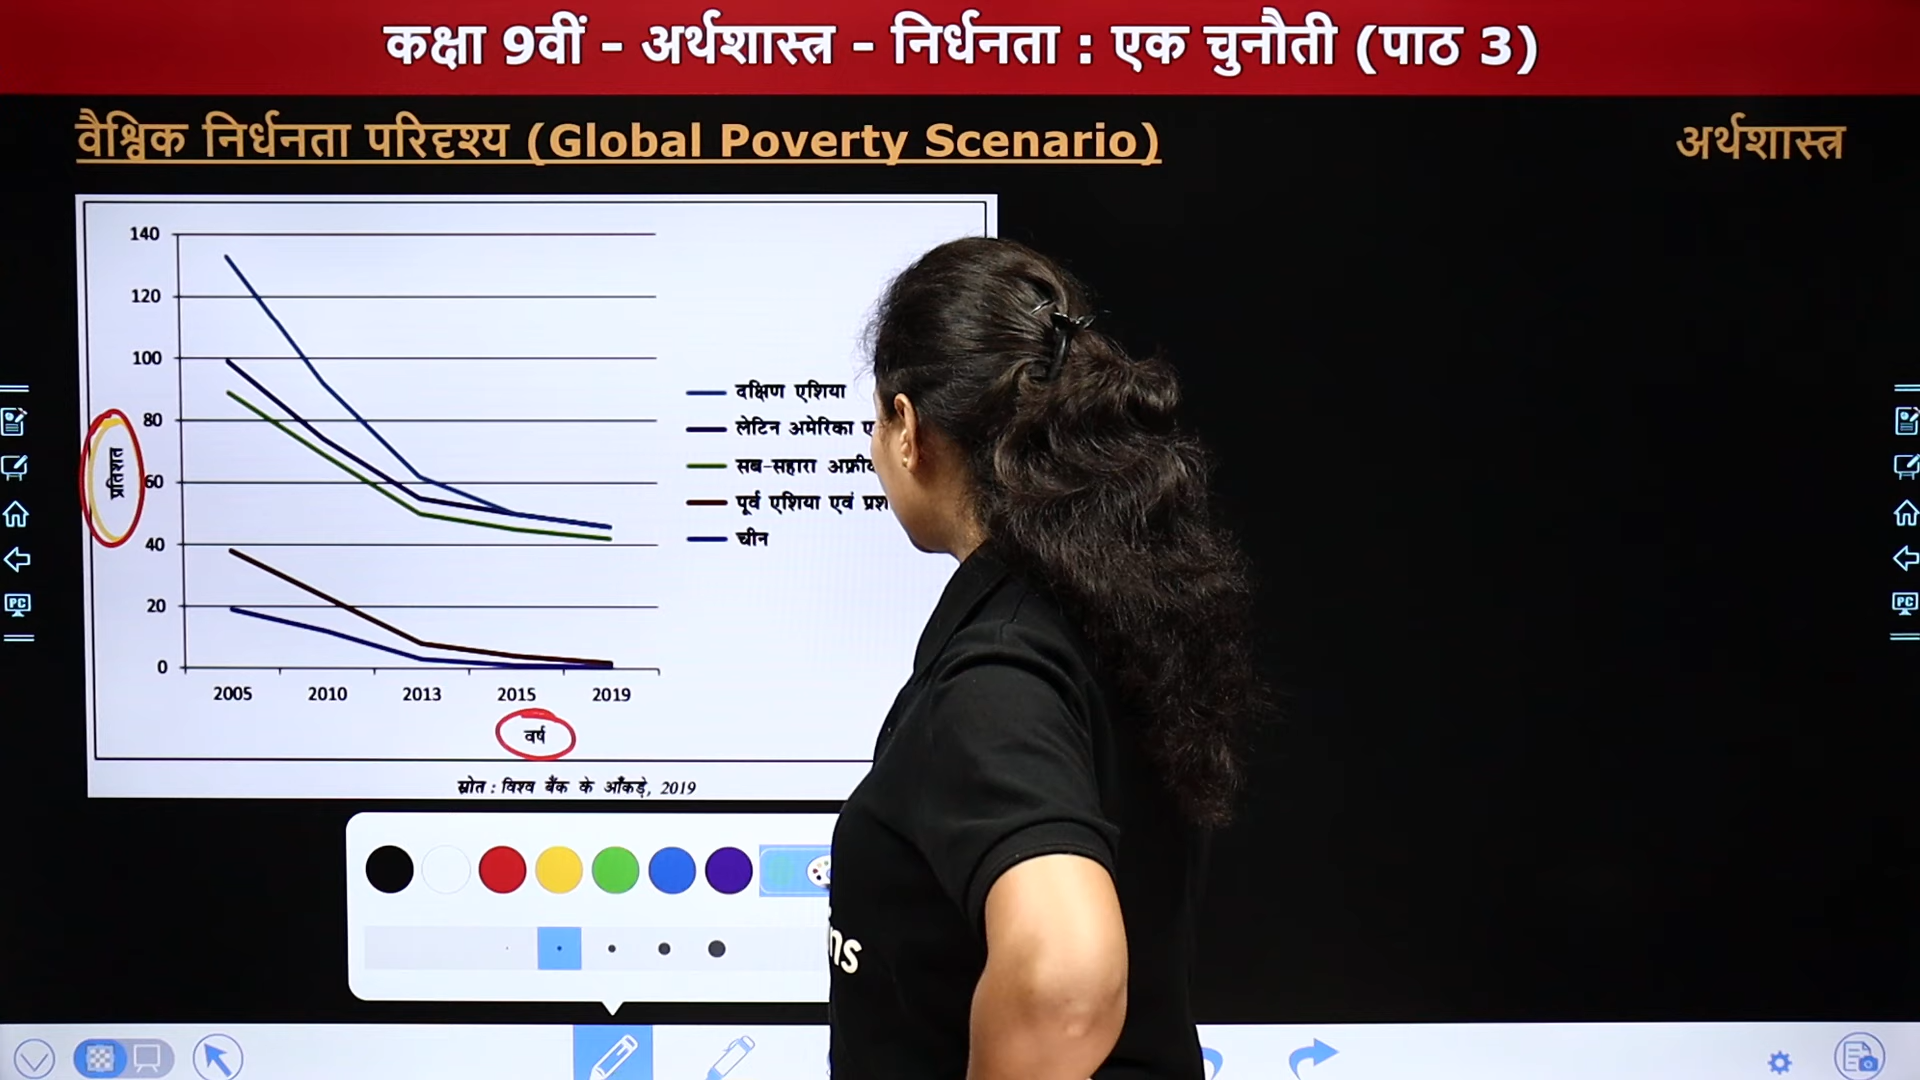 कक्षा 9वीं - अर्थशास्त्र - निर्धनता : एक चुनौती (पाठ 3)
वैश्विक निर्धनता परिदृश्य (Global Poverty Scenario)
अर्थशास्त्र
140
120
100
80
60
40
20
0
प्रतिशत
2005 2010 2013 2015 2019
वर्ष
दक्षिण एशिया
लेटिन अमेरिका
सब-सहारा
पूर्व एशिया एवं
चीन
स्रोत : विश्व बैंक के आँकड़े, 2019
PC
PC